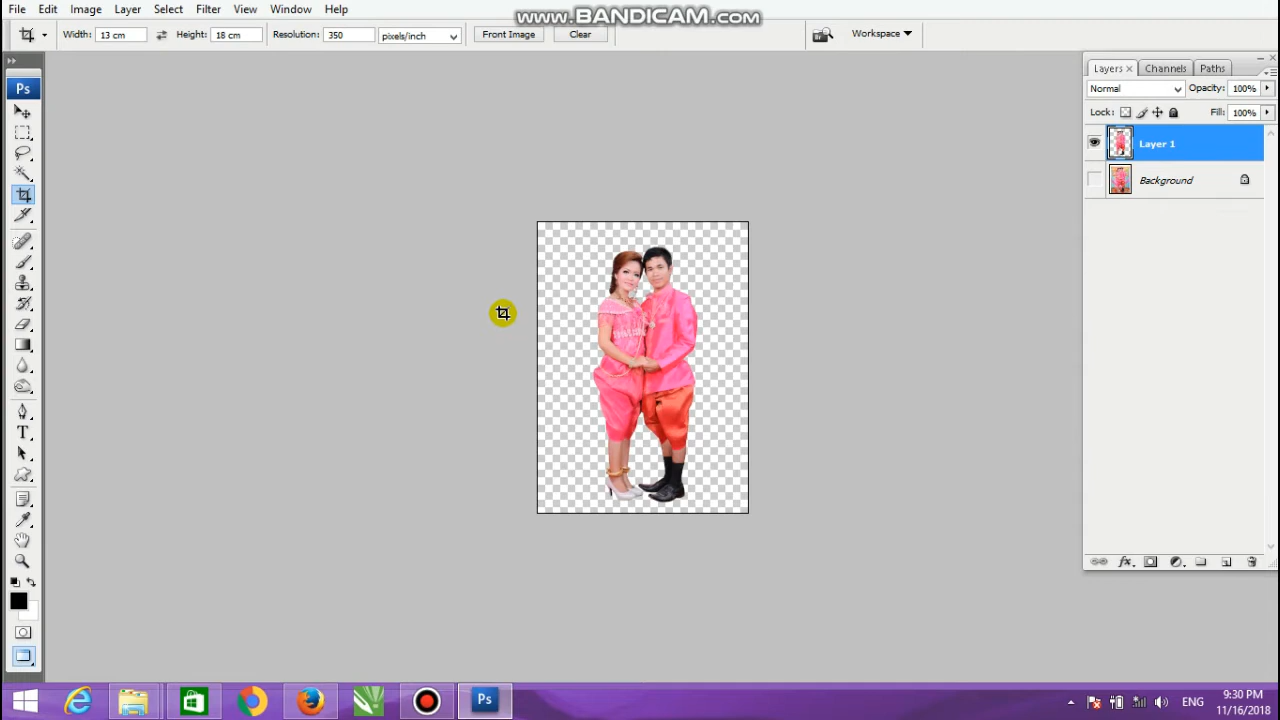 File Edit Image Layer Select Filter View Window Help
www.BANDICAM.com
Width: 13 cm Height: 18 cm Resolution: 350 pixels/inch Front Image Clear Workspace
Ps
Layers Channels Paths
Normal Opacity: 100%
Lock: Fill: 100%
Layer 1
Background
T
fx
Ps
ENG
9:30 PM
11/16/2018